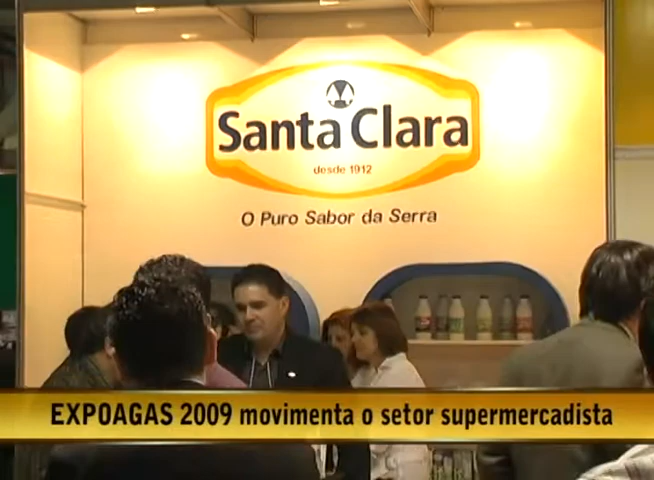 Santa Clara
desde 1912
O Puro Sabor da Serra
EXPOAGAS 2009 movimenta o setor supermercadista